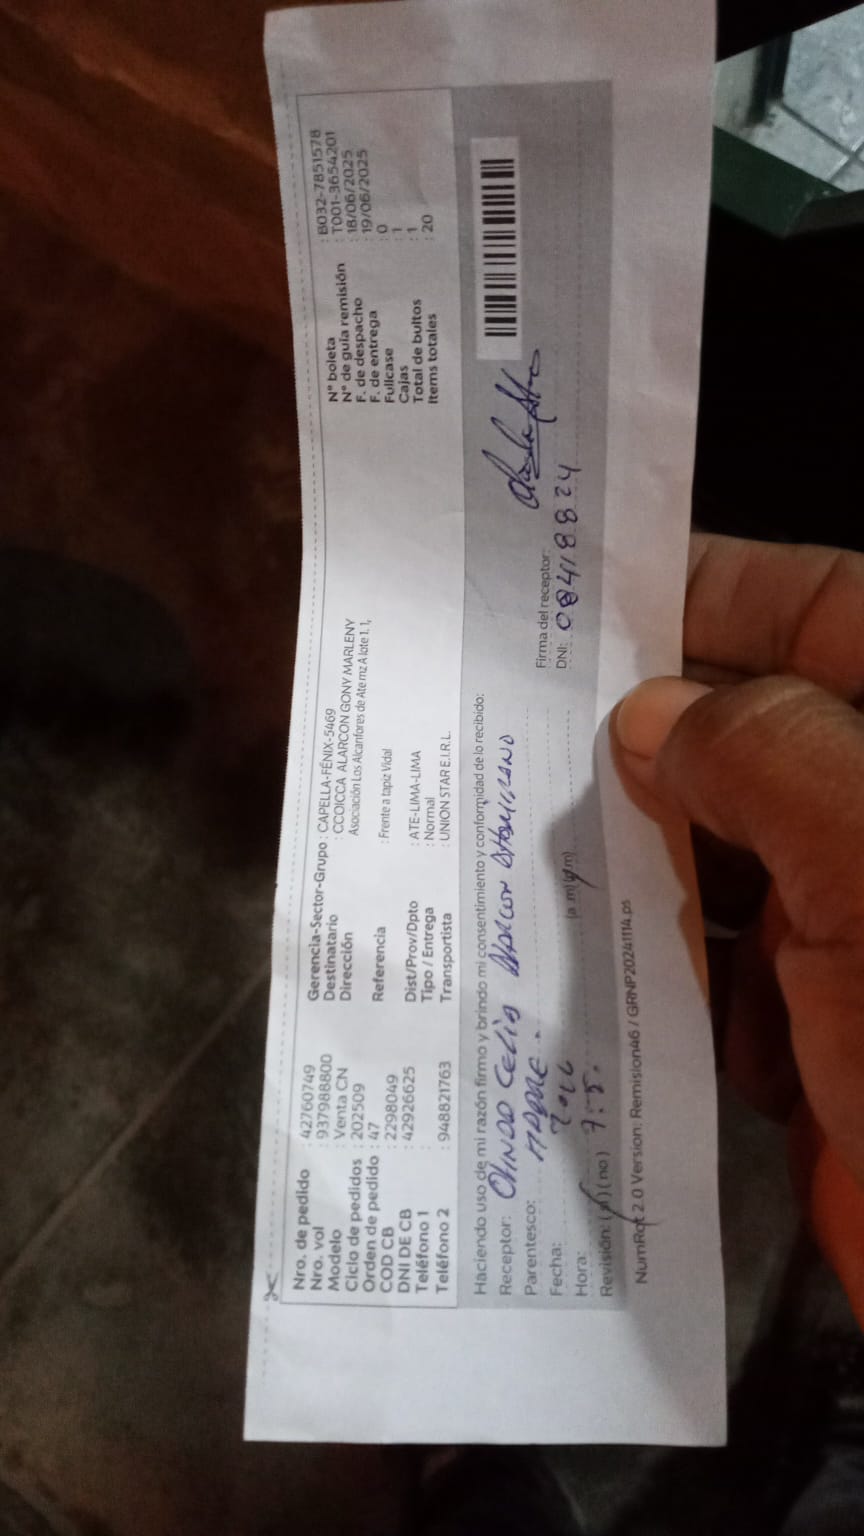 Nro. de pedido : 42760749
Nro. vol : 937988800
Modelo : Venta CN
Ciclo de pedidos : 202509
Orden de pedido : 47
COD CB : 2298049
DNI DE CB : 42926625
Teléfono 1 :
Teléfono 2 : 948821763
Gerencia-Sector-Grupo : CAPELLA-FÉNIX-5469
Destinatario : CCOICCA ALARCON GONY MARLENY
Dirección Asociación Los Alcanfores de Ate mz A lote 1. 1,
Referencia : Frente a tapiz Vidal
Dist/Prov/Dpto : ATE-LIMA-LIMA
Tipo / Entrega : Normal
Transportista : UNION STAR E.I.R.L.
N° boleta : B032-7851578
N° de guía remisión : T001-3654201
F. de despacho : 18/06/2025
F. de entrega : 19/06/2025
Fullcase : 0
Cajas : 1
Total de bultos : 1
Items totales : 20
Haciendo uso de mi razón firmo y brindo mi consentimiento y conformidad de lo recibido:
Receptor: Alarcon
Parentesco: MADRE.
Fecha:
Hora: (a m) (p m)
Revisión: (si) (no)
Firma del receptor:
DNI: 08418824
NumRot 2.0 Version: Remision46 / GRNP20241114.ps